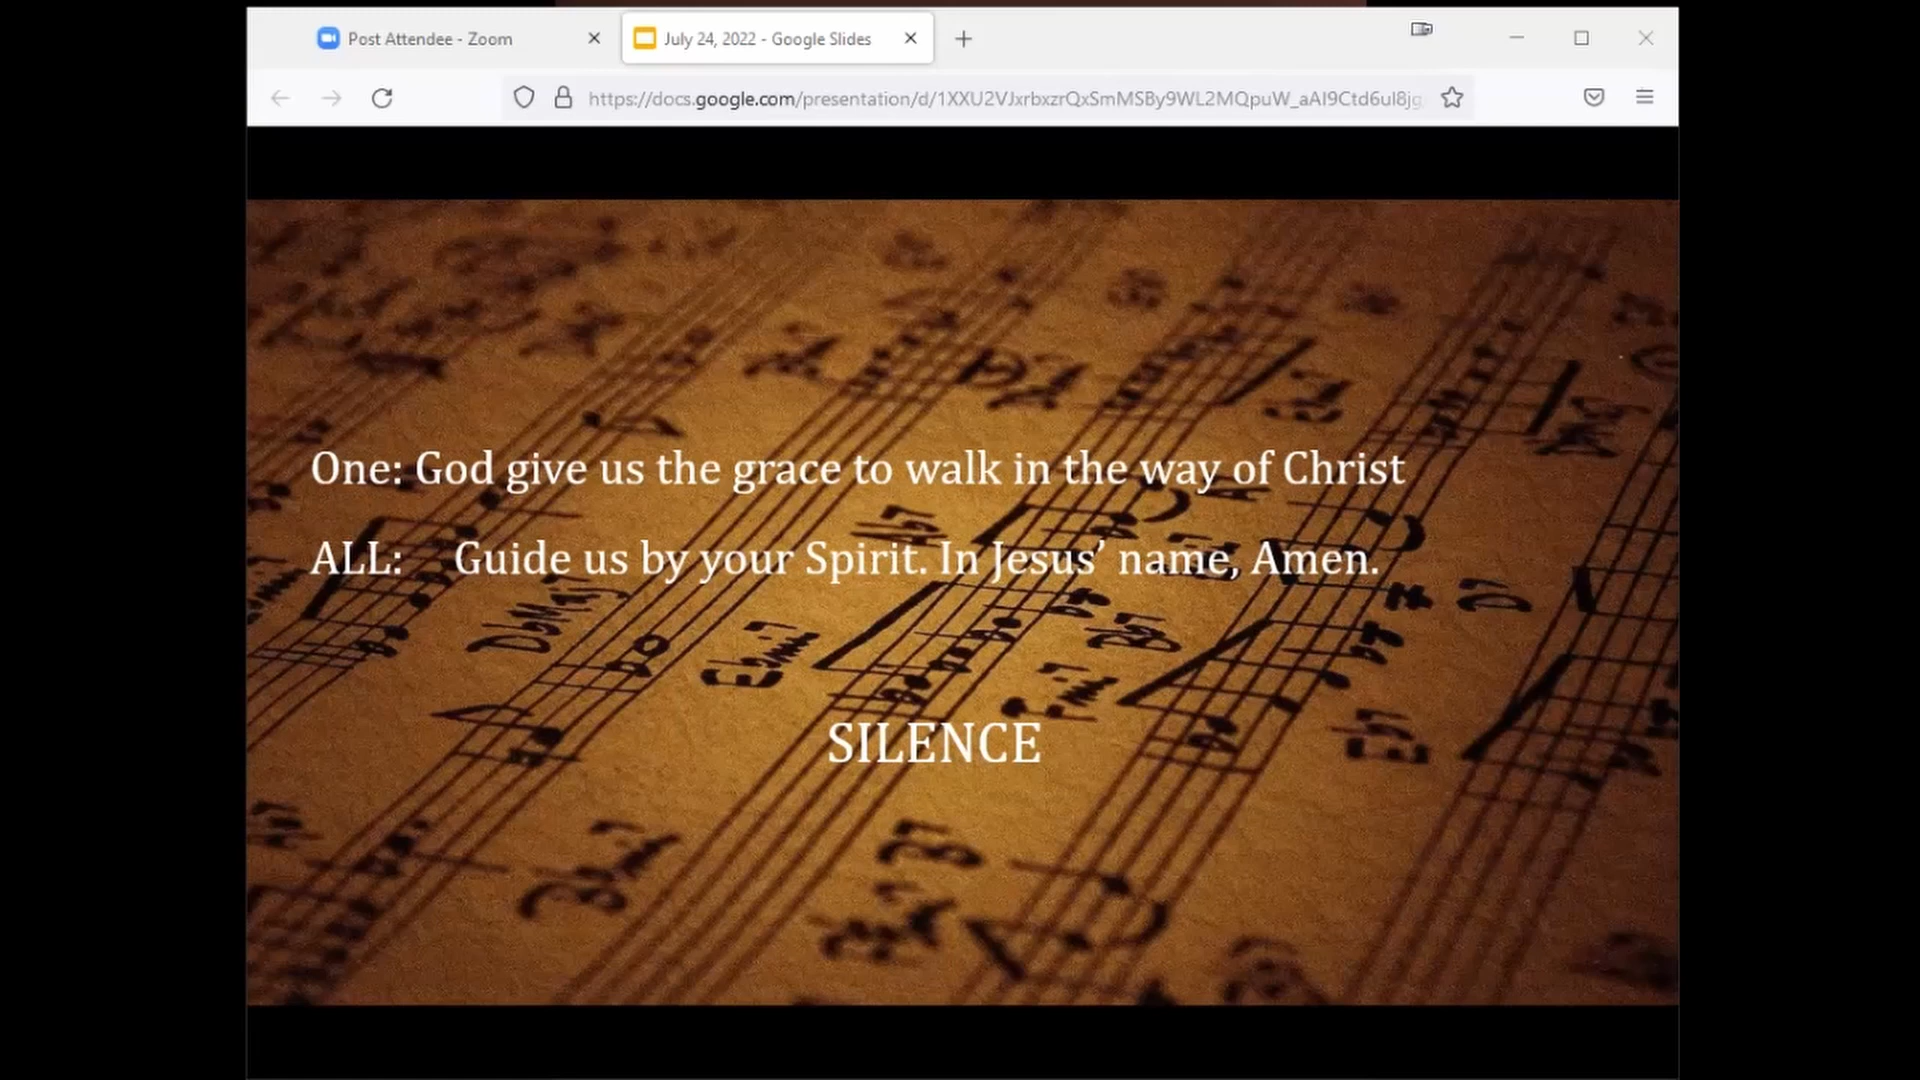 Post Attendee - Zoom
July 24, 2022 - Google Slides
https://docs.google.com/presentation/d/1XXU2VJxrbxzrQxSmMSBy9WL2MQpuW_aAI9Ctd6ul8jg
One: God give us the grace to walk in the way of Christ
ALL: Guide us by your Spirit. In Jesus’ name, Amen.
SILENCE